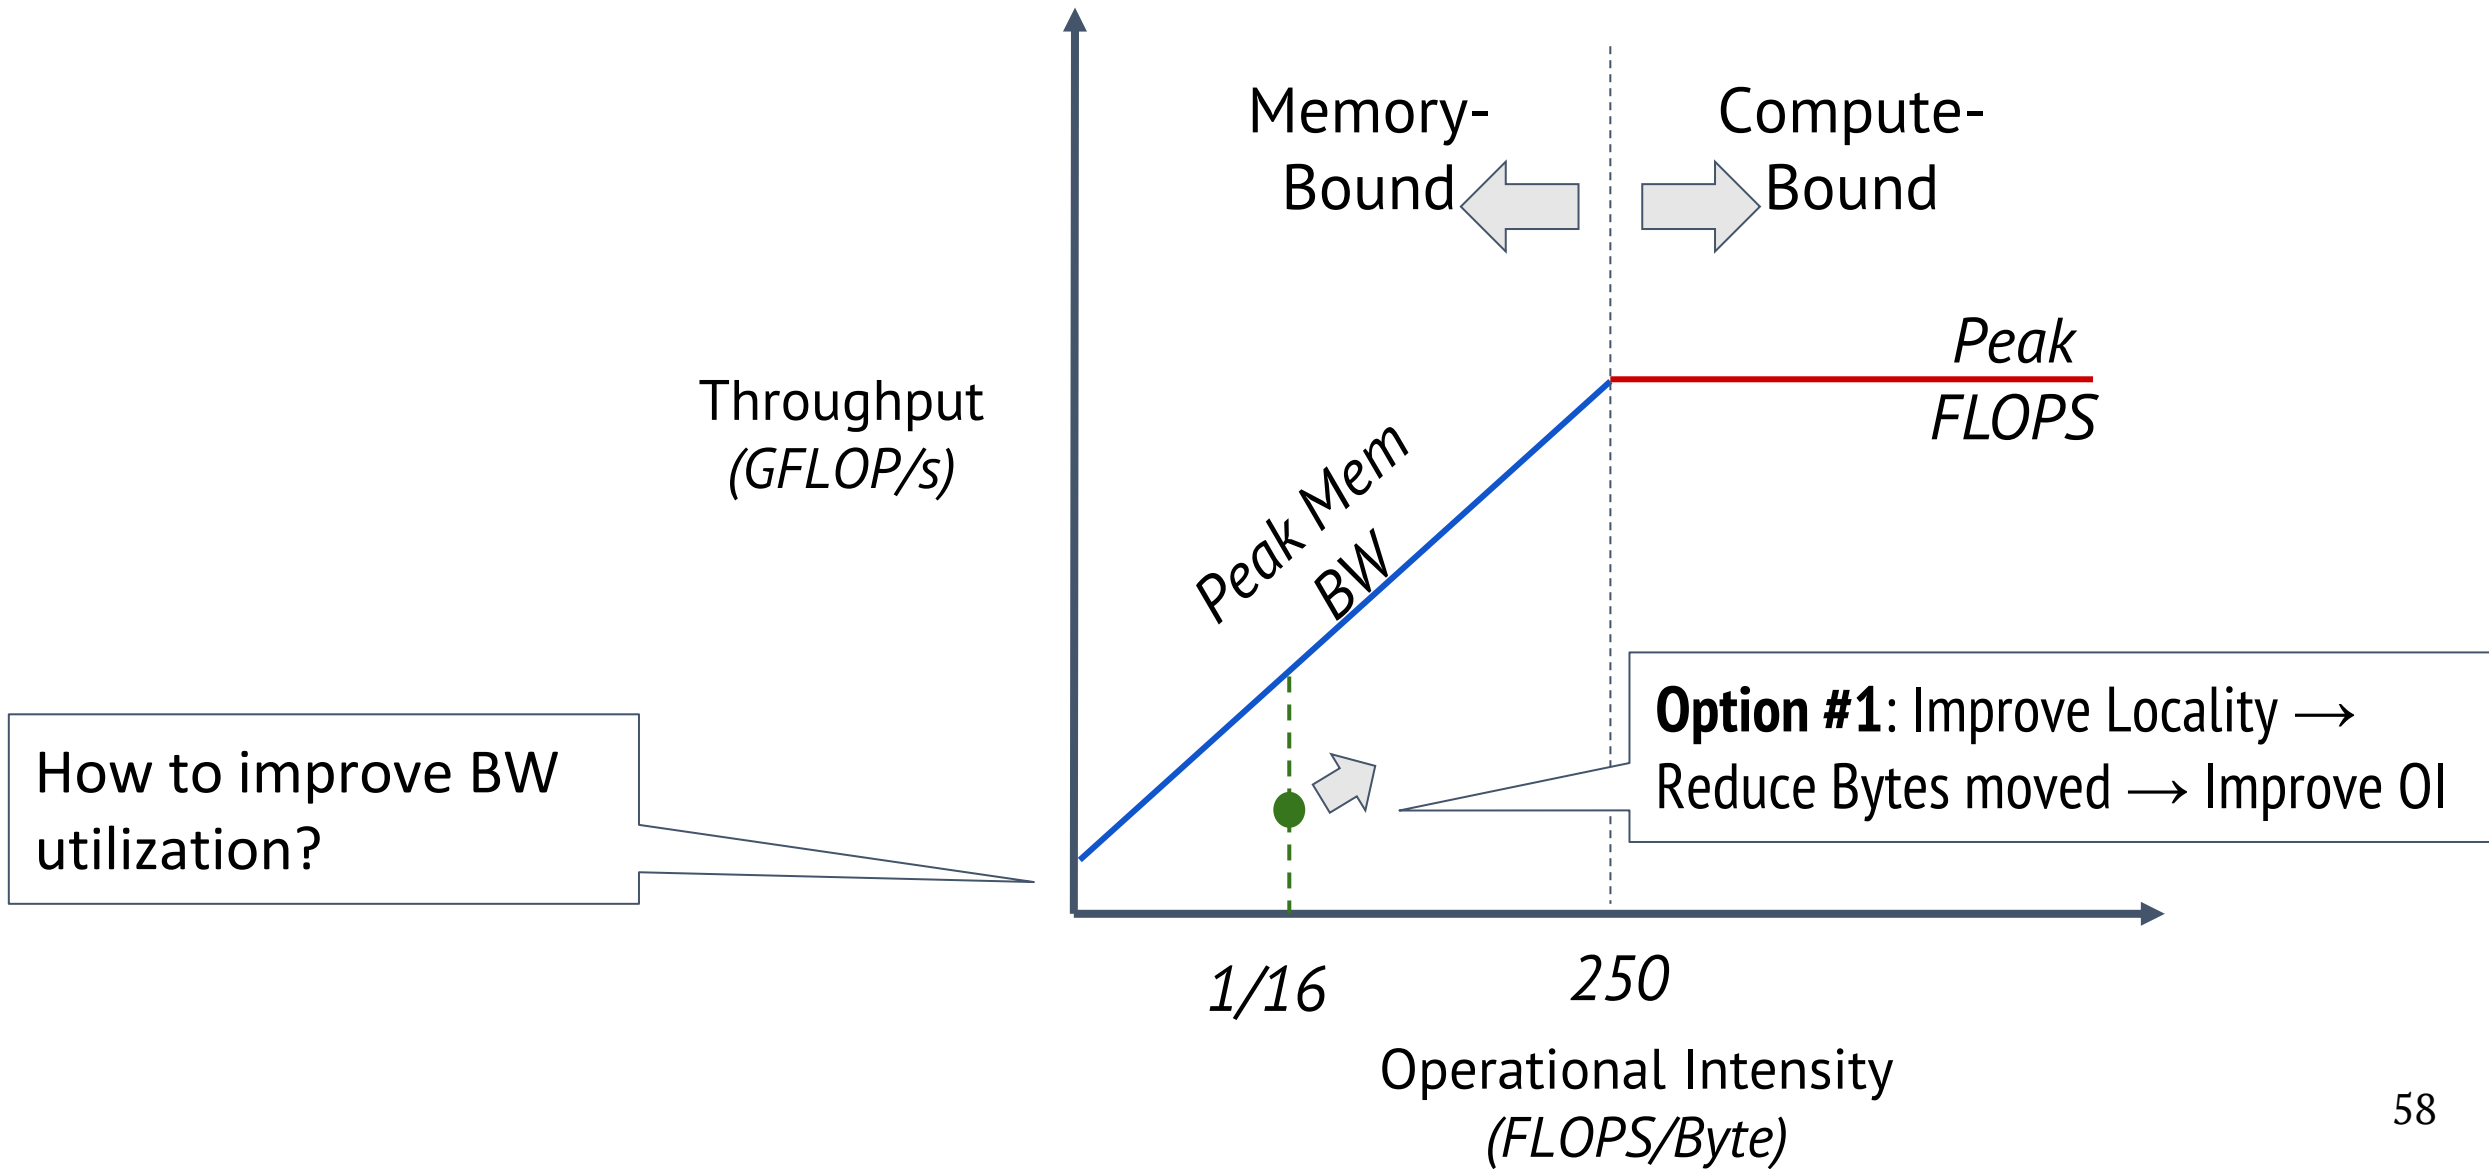 Memory-
Bound
Compute-
Bound
Peak
FLOPS
Throughput
(GFLOP/s)
Peak Mem
BW
Option #1: Improve Locality →
Reduce Bytes moved → Improve OI
How to improve BW
utilization?
1/16
250
Operational Intensity
(FLOPS/Byte)
58